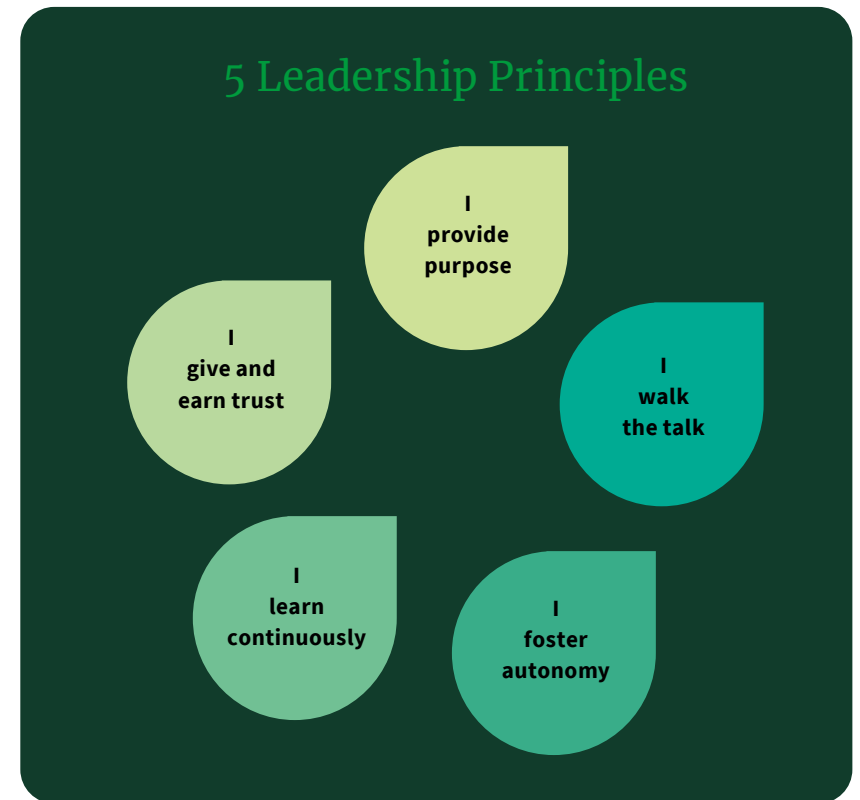 5 Leadership Principles
I
provide
purpose
I
give and
earn trust
I
walk
the talk
I
learn
continuously
I
foster
autonomy